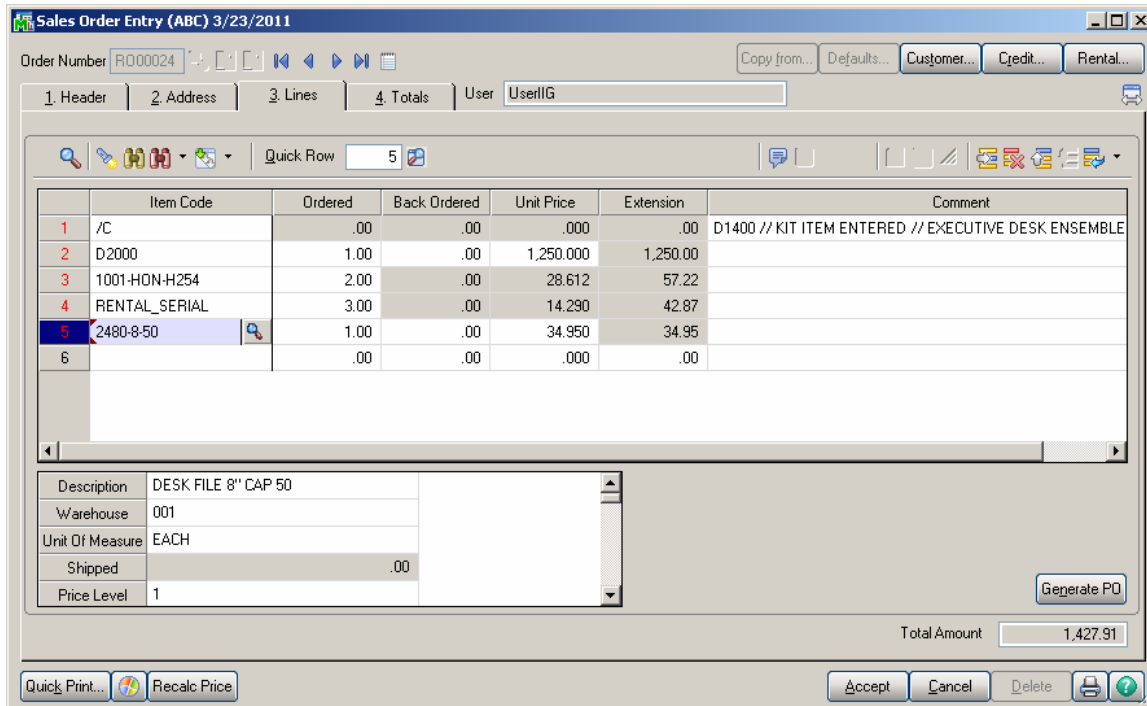 Sales Order Entry (ABC) 3/23/2011
Order Number RO00024 Copy from... Defaults... Customer... Credit... Rental...
1. Header 2. Address 3. Lines 4. Totals User UserIIG
Quick Row 5
Item Code Ordered Back Ordered Unit Price Extension Comment
1 /C .00 .00 .000 .00 D1400 // KIT ITEM ENTERED // EXECUTIVE DESK ENSEMBLE
2 D2000 1.00 .00 1,250.000 1,250.00
3 1001-HON-H254 2.00 .00 28.612 57.22
4 RENTAL_SERIAL 3.00 .00 14.290 42.87
5 2480-8-50 1.00 .00 34.950 34.95
6 .00 .00 .000 .00
Description DESK FILE 8" CAP 50
Warehouse 001
Unit Of Measure EACH
Shipped .00
Price Level 1
Generate PO
Total Amount 1,427.91
Quick Print... Recalc Price Accept Cancel Delete